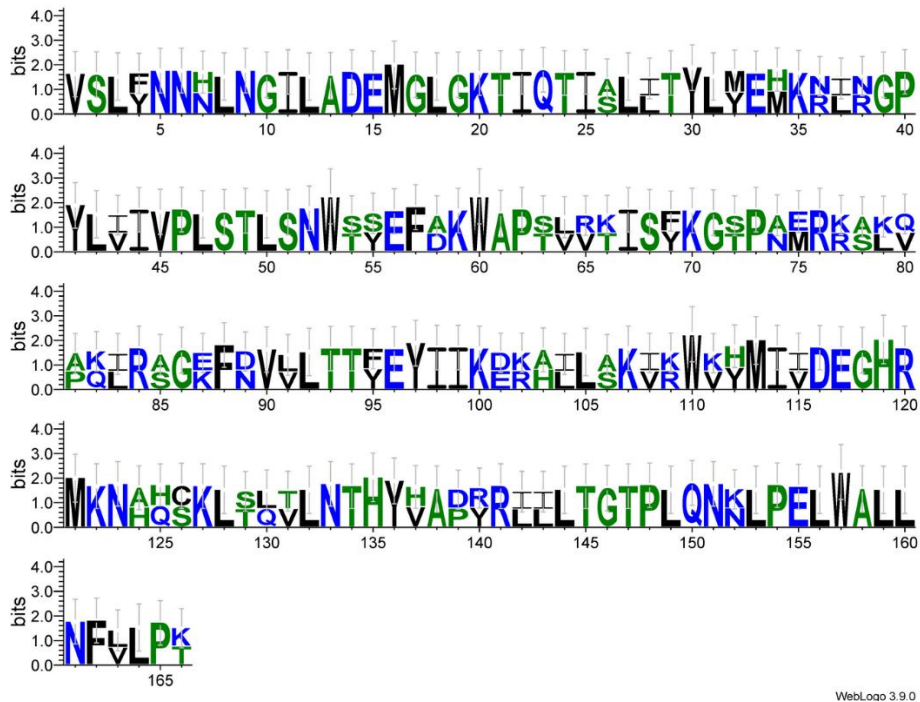 bits
4.0
3.0
2.0
1.0
0.0
VSLFNNHLNGILADEMGLGKTIQTIALITYLMEHKNINGP
Y N S L Y M R L R
5 10 15 20 25 30 35 40
bits
4.0
3.0
2.0
1.0
0.0
YLIIVPLSTLSNWSSEFAKWAPSLRKISFKGSPAERKAKQ
V T Y D T V V T Y T N M R S L V
45 50 55 60 65 70 75 80
bits
4.0
3.0
2.0
1.0
0.0
AKIRAGEFDVLLTTFEYIIKDKAILAKIKWKHMIIDEGHR
P Q L S K N V Y E R H L S V R V Y V
85 90 95 100 105 110 115 120
bits
4.0
3.0
2.0
1.0
0.0
MKNAHCKLSLTLNTHYHADRRIILTGTPLQNKLPELWALL
H Q S T Q V V V P Y L L N
125 130 135 140 145 150 155 160
bits
4.0
3.0
2.0
1.0
0.0
NFLLPK
V T
165
WebLogo 3.9.0